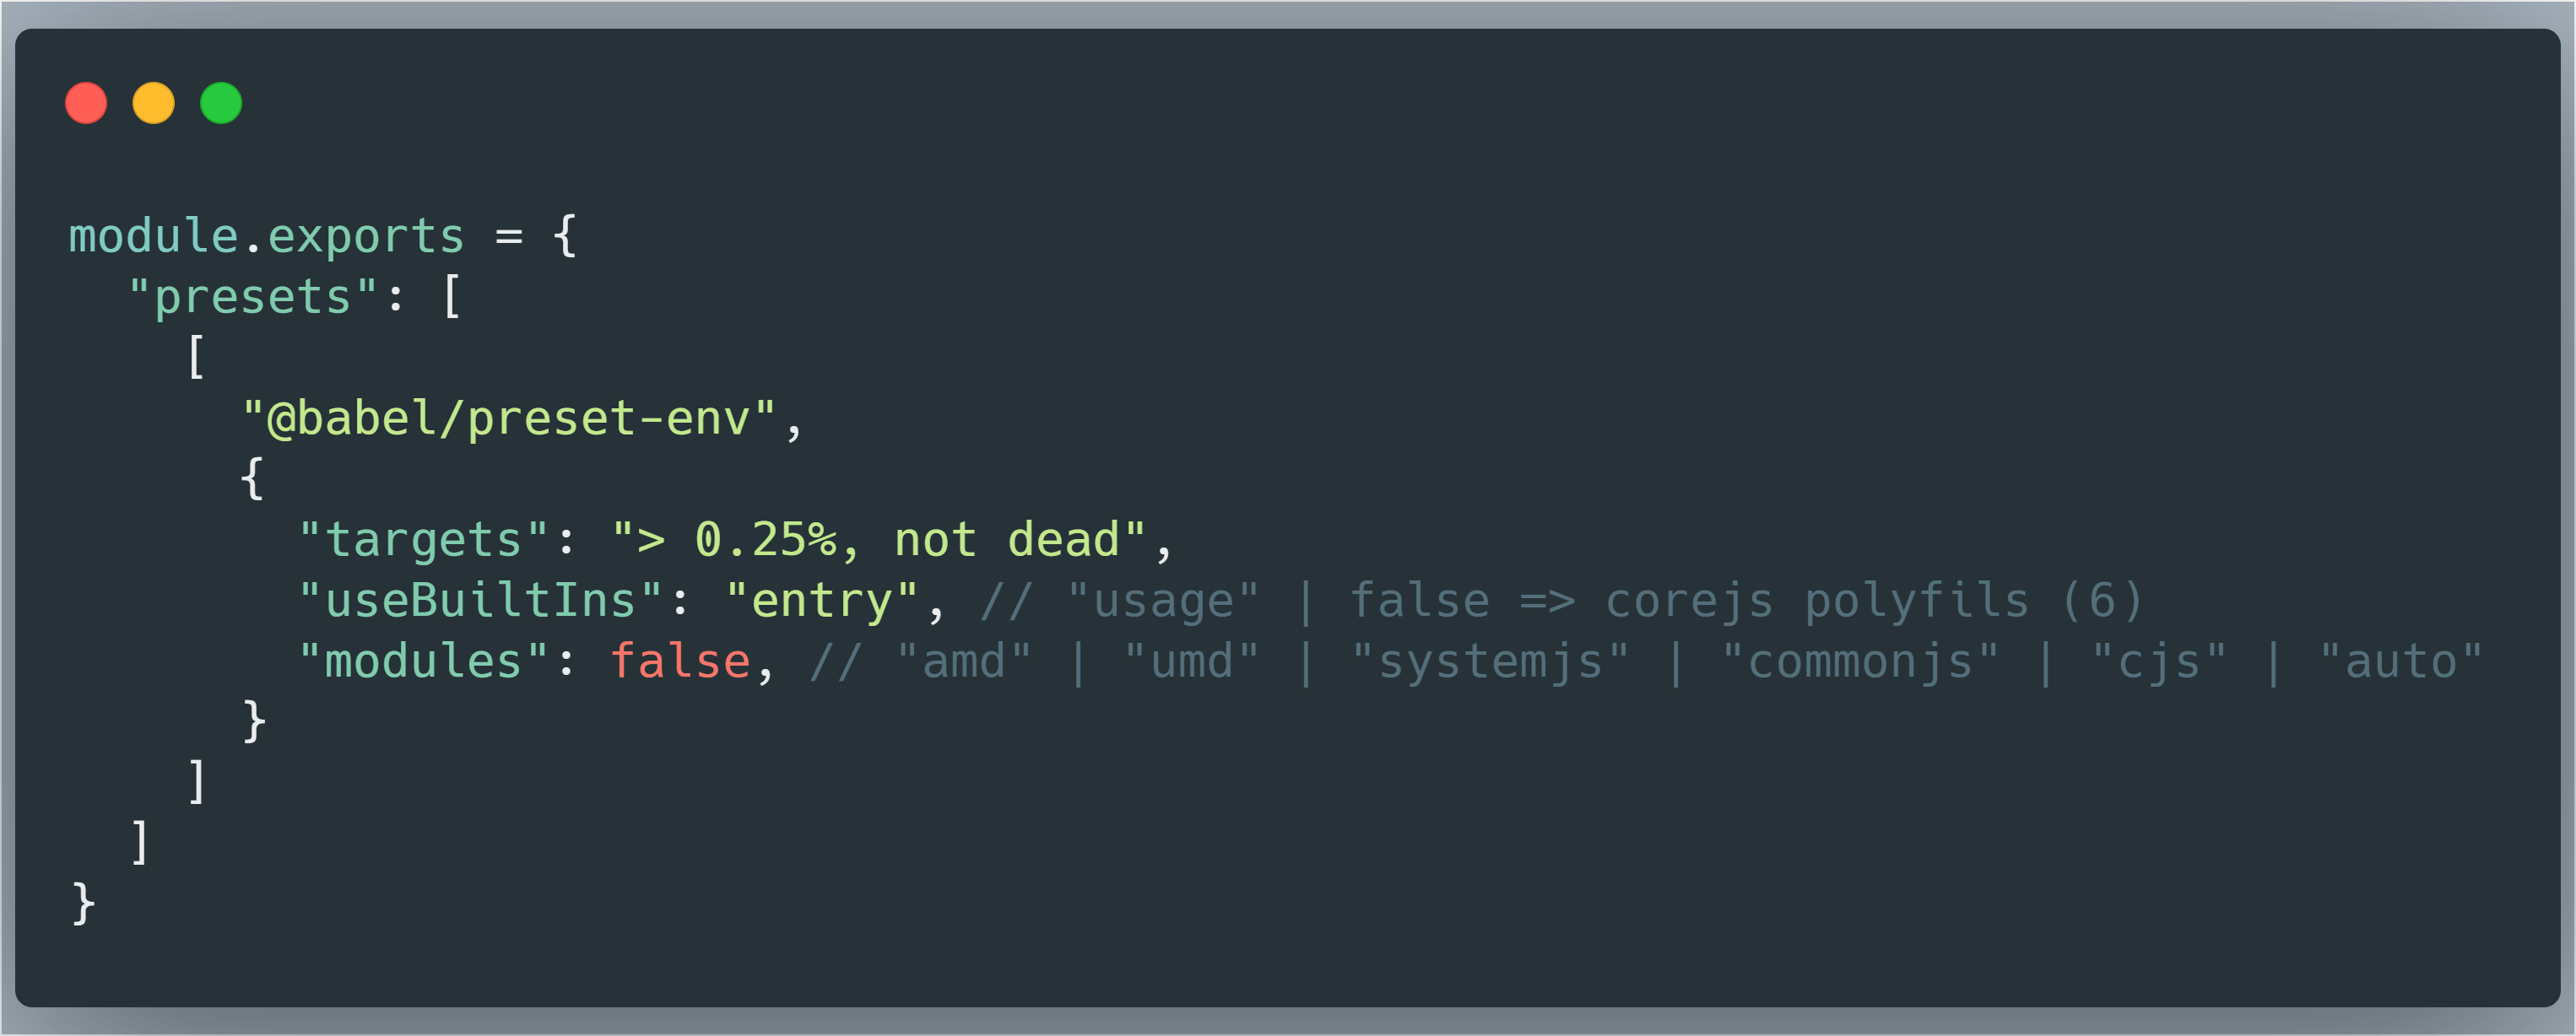 module.exports = {
  "presets": [
    [
      "@babel/preset-env",
      {
        "targets": "> 0.25%, not dead",
        "useBuiltIns": "entry", // "usage" | false => corejs polyfils (6)
        "modules": false, // "amd" | "umd" | "systemjs" | "commonjs" | "cjs" | "auto"
      }
    ]
  ]
}